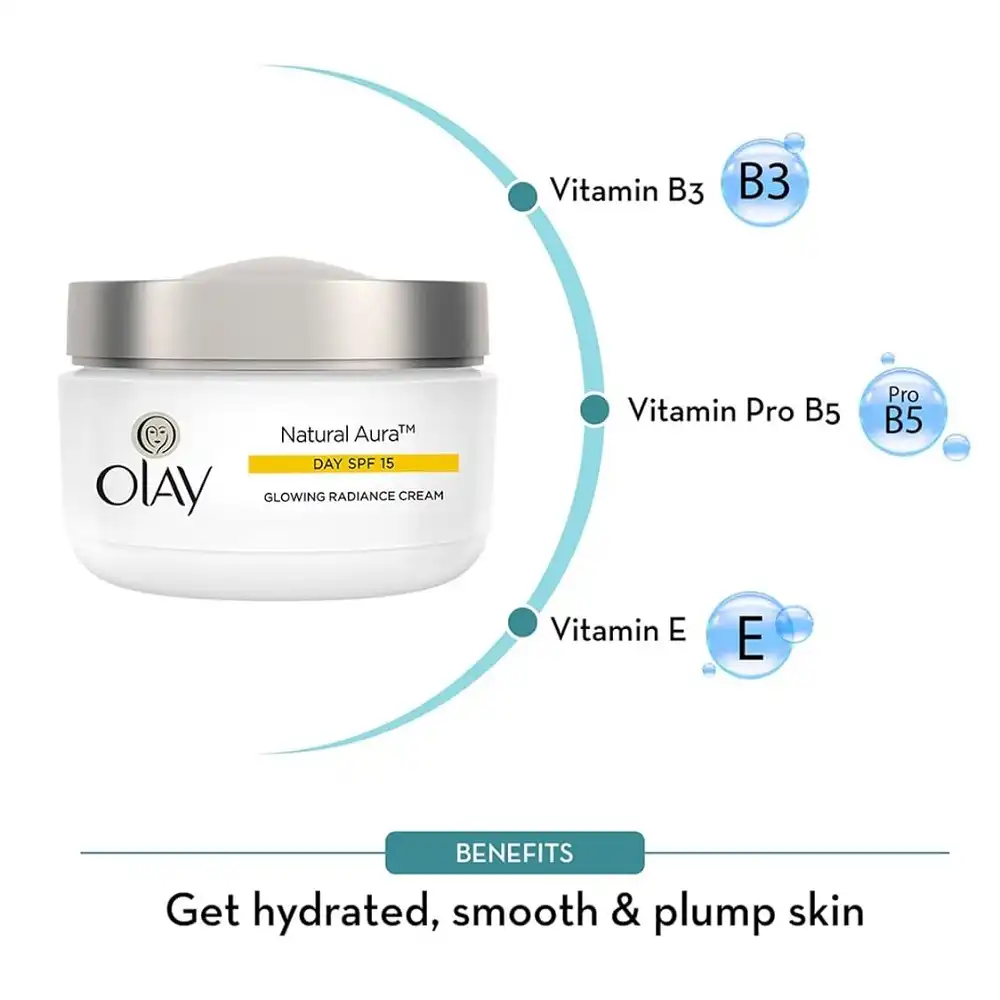 Vitamin B3
B3
Natural Aura™
DAY SPF 15
GLOWING RADIANCE CREAM
OLAY
Vitamin Pro B5
Pro
B5
Vitamin E
E
BENEFITS
Get hydrated, smooth & plump skin